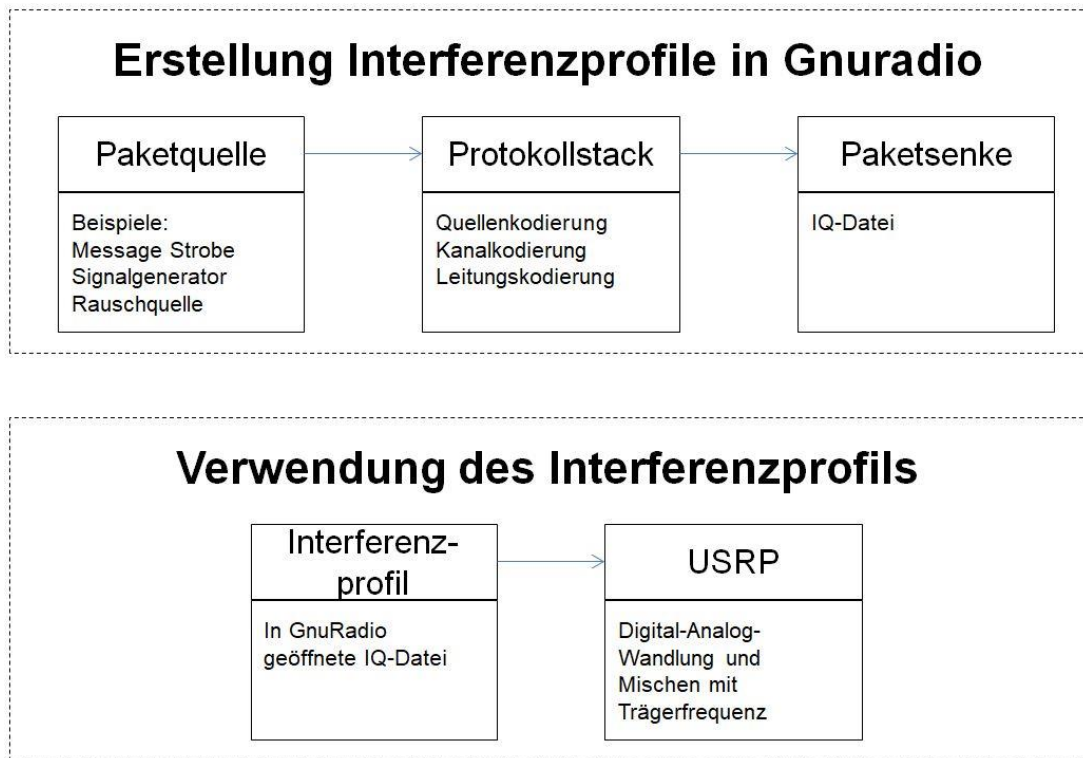 Erstellung Interferenzprofile in Gnuradio
Paketquelle
Beispiele:
Message Strobe
Signalgenerator
Rauschquelle
Protokollstack
Quellenkodierung
Kanalkodierung
Leitungskodierung
Paketsenke
IQ-Datei
Verwendung des Interferenzprofils
Interferenz-
profil
In GnuRadio
geöffnete IQ-Datei
USRP
Digital-Analog-
Wandlung und
Mischen mit
Trägerfrequenz